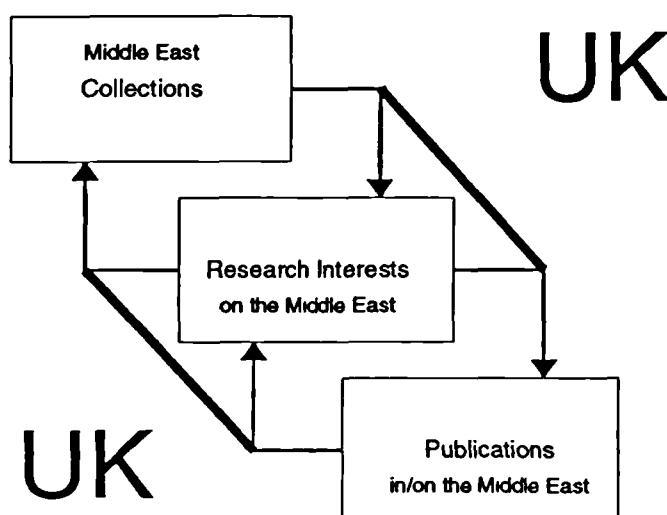 Middle East
Collections
UK
Research Interests
on the Middle East
UK
Publications
in/on the Middle East